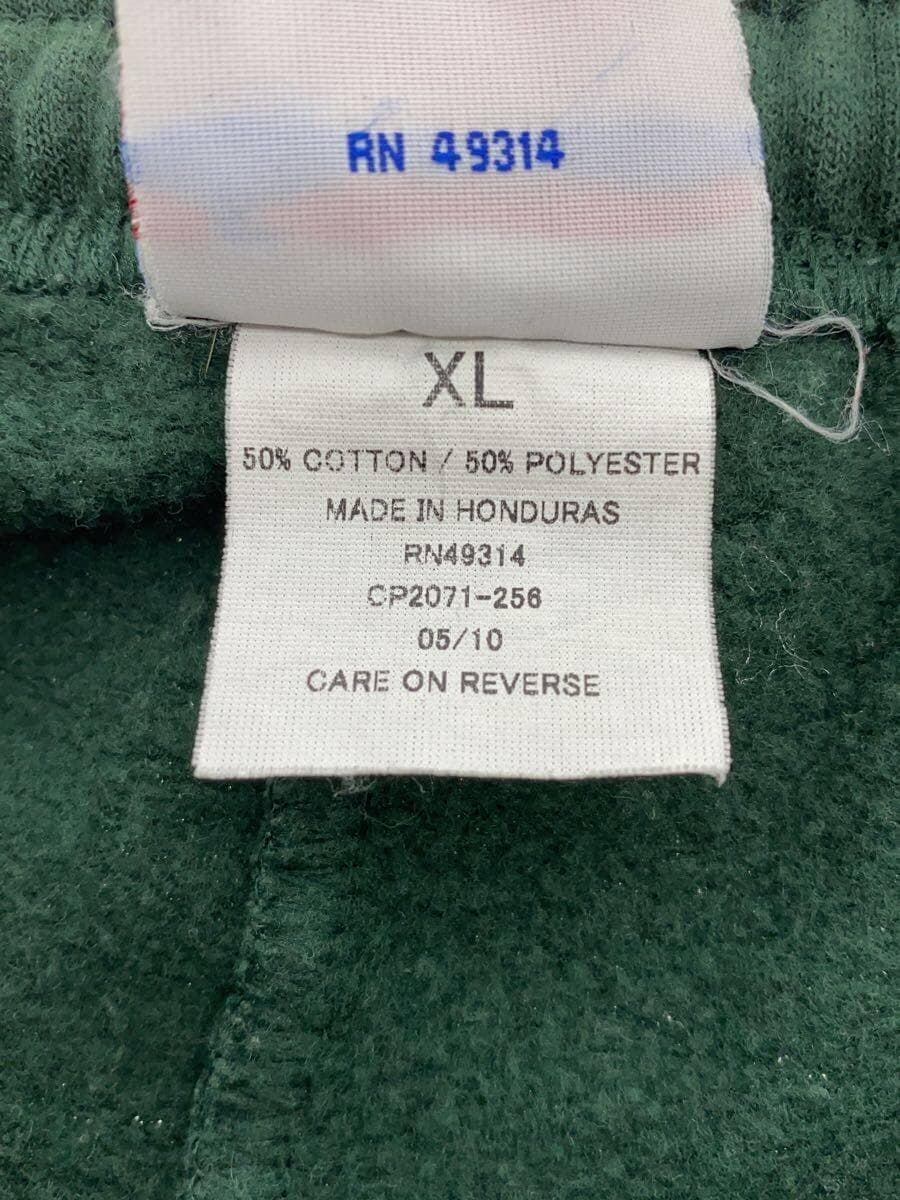 RN 49314
XL
50% COTTON / 50% POLYESTER
MADE IN HONDURAS
RN49314
CP2071-256
05/10
CARE ON REVERSE